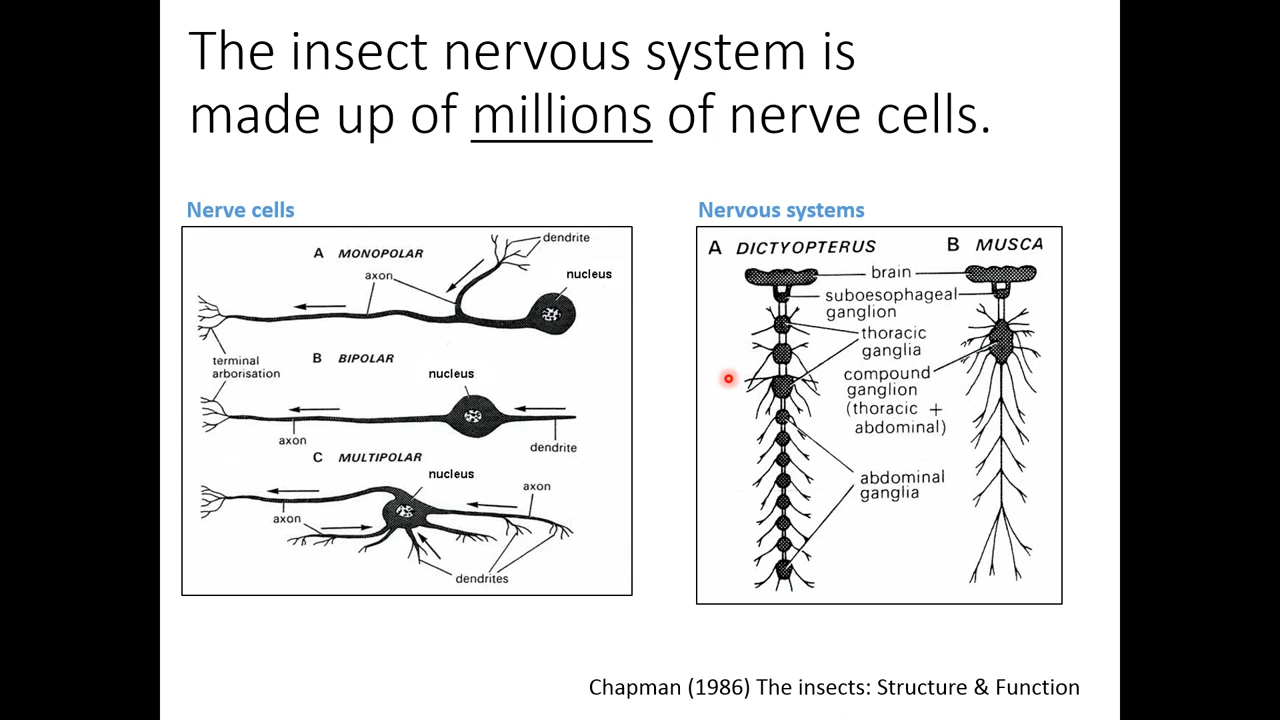 The insect nervous system is
made up of millions of nerve cells.
Nerve cells
A MONOPOLAR
dendrite
axon
nucleus
terminal
arborisation
B BIPOLAR
nucleus
axon
dendrite
C MULTIPOLAR
nucleus
axon
axon
dendrites
Nervous systems
A DICTYOPTERUS
B MUSCA
brain
suboesophageal
ganglion
thoracic
ganglia
compound
ganglion
(thoracic +
abdominal)
abdominal
ganglia
Chapman (1986) The insects: Structure & Function